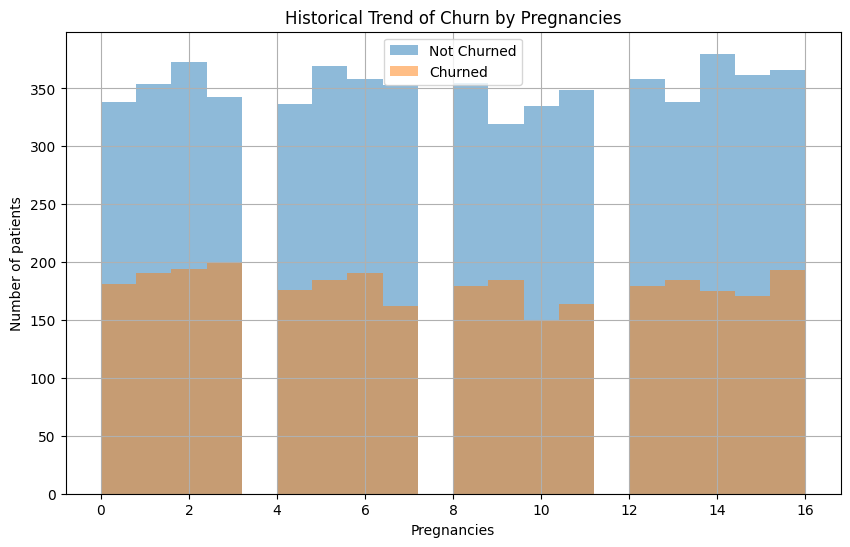 Historical Trend of Churn by Pregnancies
Not Churned
Churned
Number of patients
350
300
250
200
150
100
50
0
0 2 4 6 8 10 12 14 16
Pregnancies